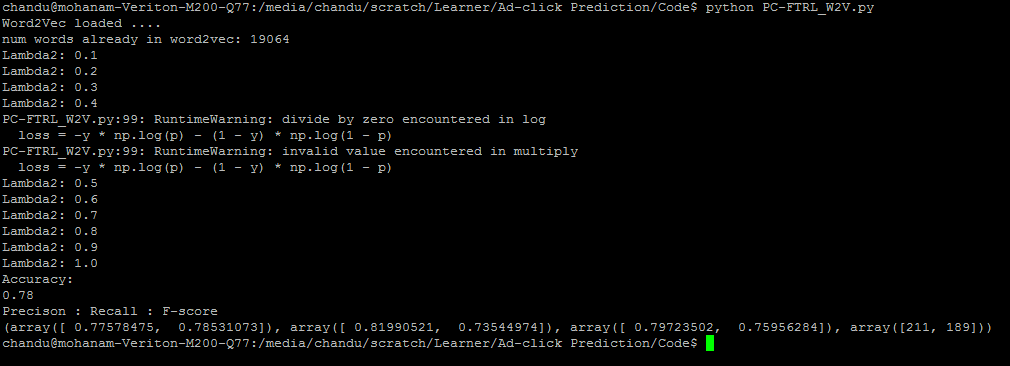 chandu@mohanam-Veriton-M200-Q77:/media/chandu/scratch/Learner/Ad-click Prediction/Code$ python PC-FTRL_W2V.py
Word2Vec loaded ....
num words already in word2vec: 19064
Lambda2: 0.1
Lambda2: 0.2
Lambda2: 0.3
Lambda2: 0.4
PC-FTRL_W2V.py:99: RuntimeWarning: divide by zero encountered in log
  loss = -y * np.log(p) - (1 - y) * np.log(1 - p)
PC-FTRL_W2V.py:99: RuntimeWarning: invalid value encountered in multiply
  loss = -y * np.log(p) - (1 - y) * np.log(1 - p)
Lambda2: 0.5
Lambda2: 0.6
Lambda2: 0.7
Lambda2: 0.8
Lambda2: 0.9
Lambda2: 1.0
Accuracy:
0.78
Precison : Recall : F-score
(array([ 0.77578475,  0.78531073]), array([ 0.81990521,  0.73544974]), array([ 0.79723502,  0.75956284]), array([211, 189]))
chandu@mohanam-Veriton-M200-Q77:/media/chandu/scratch/Learner/Ad-click Prediction/Code$